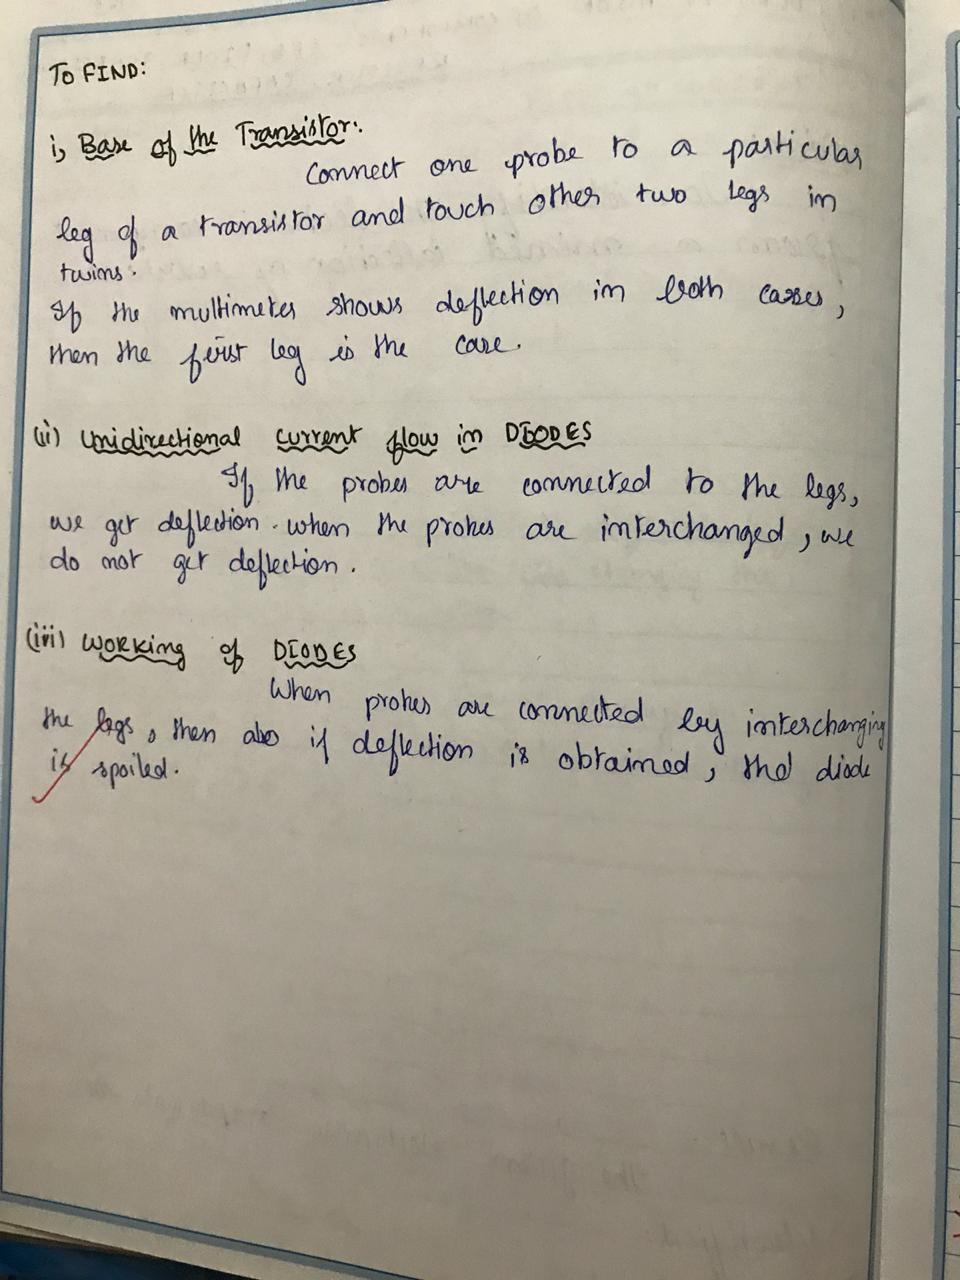 TO FIND:
i, Base of the Transistor:
Connect one probe to a particular
leg of a transistor and touch other two legs in
twins.
If the multimeter shows deflection in both cases,
then the first leg is the case.
(ii) Unidirectional current flow in DIODES
If the probes are connected to the legs,
we get deflection. when the probes are interchanged, we
do not get deflection.
(iii) WORKING of DIODES
When probes are connected by interchanging
the legs, then also if deflection is obtained, the diode
is spoiled.